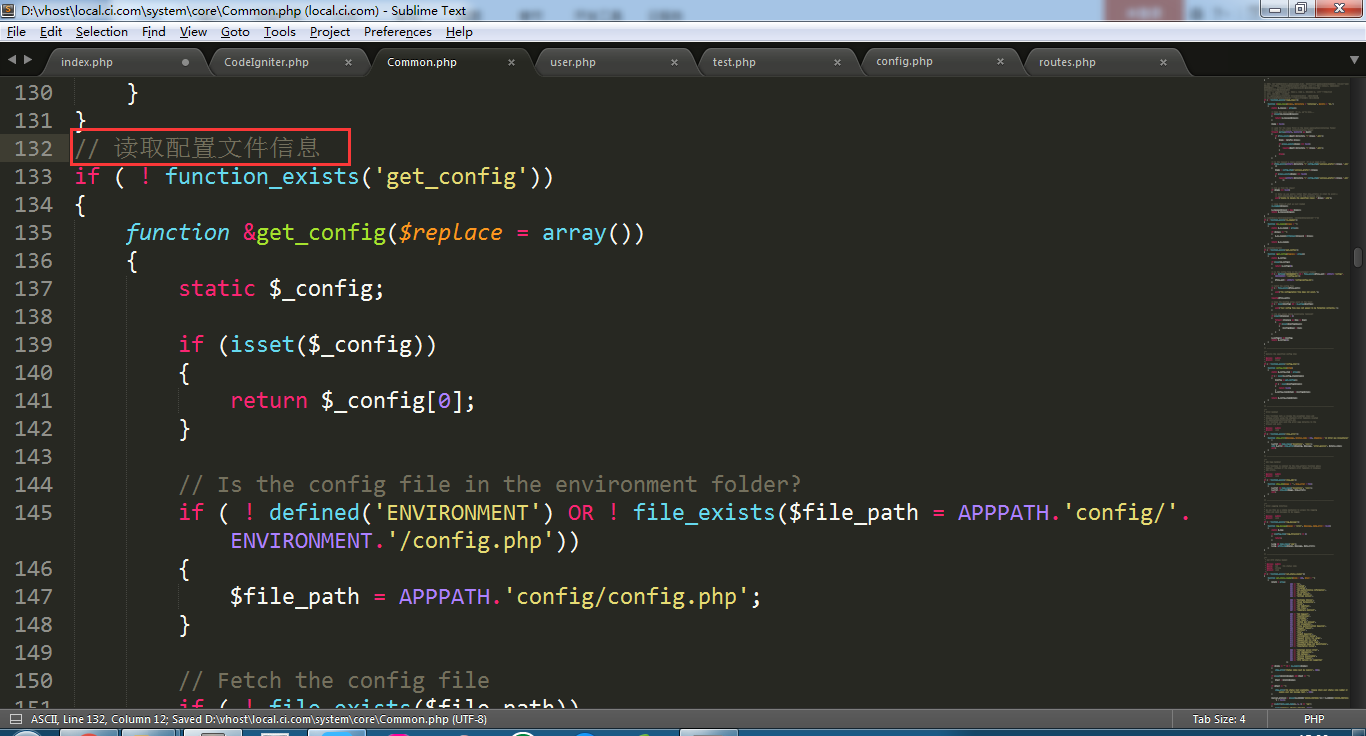 D:\vhost\local.ci.com\system\core\Common.php (local.ci.com) - Sublime Text
File Edit Selection Find View Goto Tools Project Preferences Help
index.php CodeIgniter.php Common.php user.php test.php config.php routes.php
130 }
131 }
132 // 读取配置文件信息
133 if ( ! function_exists('get_config'))
134 {
135 function &get_config($replace = array())
136 {
137 static $_config;
138
139 if (isset($_config))
140 {
141 return $_config[0];
142 }
143
144 // Is the config file in the environment folder?
145 if ( ! defined('ENVIRONMENT') OR ! file_exists($file_path = APPPATH.'config/'.
ENVIRONMENT.'/config.php'))
146 {
147 $file_path = APPPATH.'config/config.php';
148 }
149
150 // Fetch the config file
151 if ( ! file_exists($file_path))
ASCII, Line 132, Column 12; Saved D:\vhost\local.ci.com\system\core\Common.php (UTF-8) Tab Size: 4 PHP